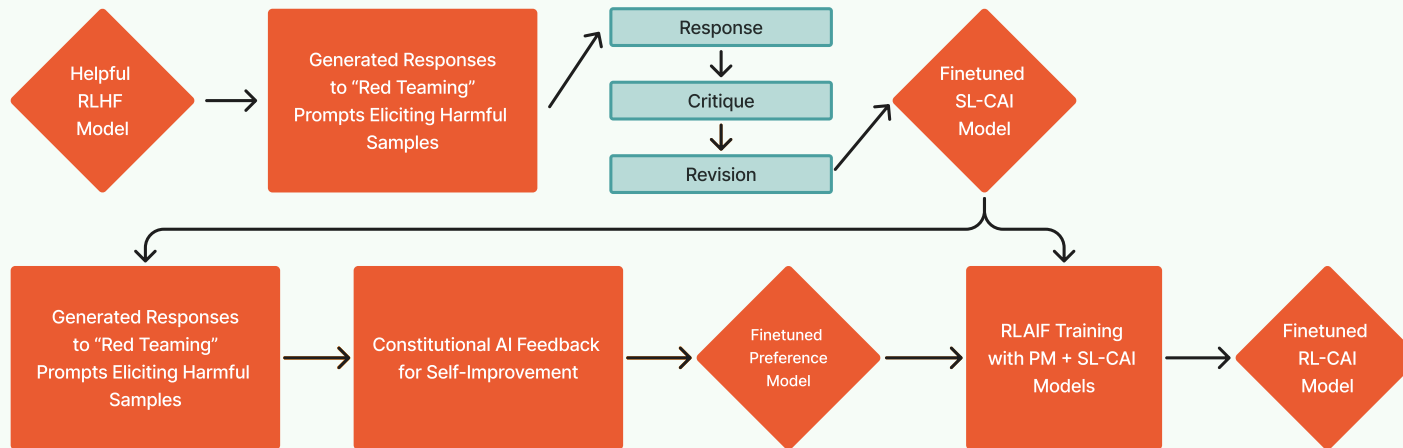 Helpful
RLHF
Model
Generated Responses
to “Red Teaming”
Prompts Eliciting Harmful
Samples
Response
Critique
Revision
Finetuned
SL-CAI
Model
Generated Responses
to “Red Teaming”
Prompts Eliciting Harmful
Samples
Constitutional AI Feedback
for Self-Improvement
Finetuned
Preference
Model
RLAIF Training
with PM + SL-CAI
Models
Finetuned
RL-CAI
Model